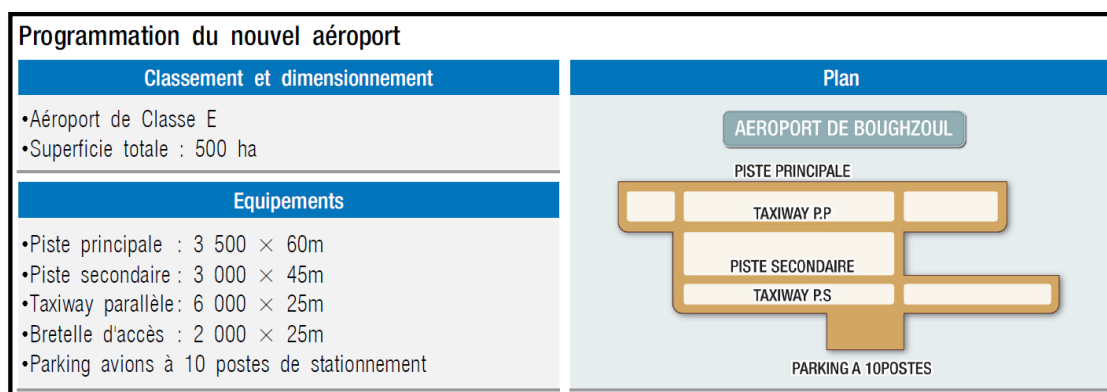 Programmation du nouvel aéroport
Classement et dimensionnement
•Aéroport de Classe E
•Superficie totale : 500 ha
Equipements
•Piste principale : 3 500 × 60m
•Piste secondaire : 3 000 × 45m
•Taxiway parallèle: 6 000 × 25m
•Bretelle d'accès : 2 000 × 25m
•Parking avions à 10 postes de stationnement
Plan
AEROPORT DE BOUGHZOUL
PISTE PRINCIPALE
TAXIWAY P.P
PISTE SECONDAIRE
TAXIWAY P.S
PARKING A 10POSTES